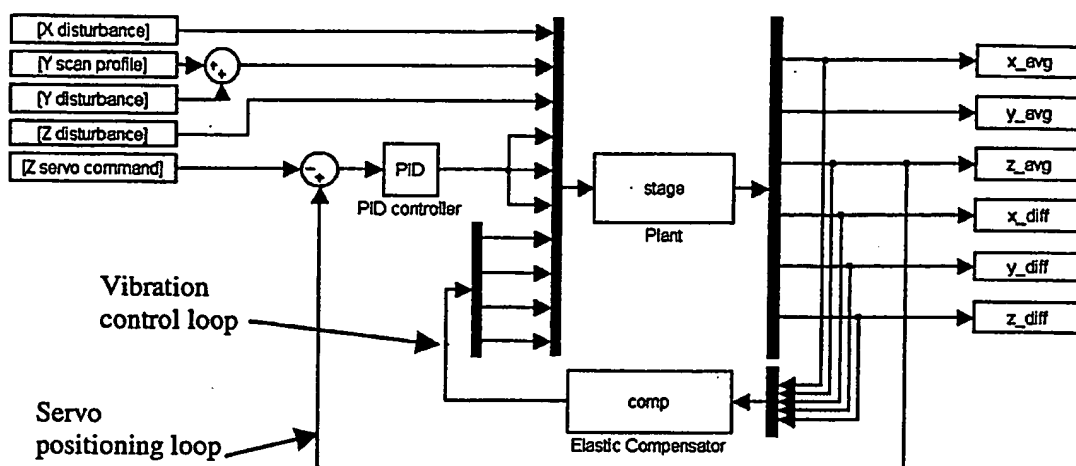 [X disturbance]
[Y scan profile]
[Y disturbance]
[Z disturbance]
[Z servo command]
+
+
-
+
PID
PID controller
stage
Plant
comp
Elastic Compensator
x_avg
y_avg
z_avg
x_diff
y_diff
z_diff
Vibration
control loop
Servo
positioning loop